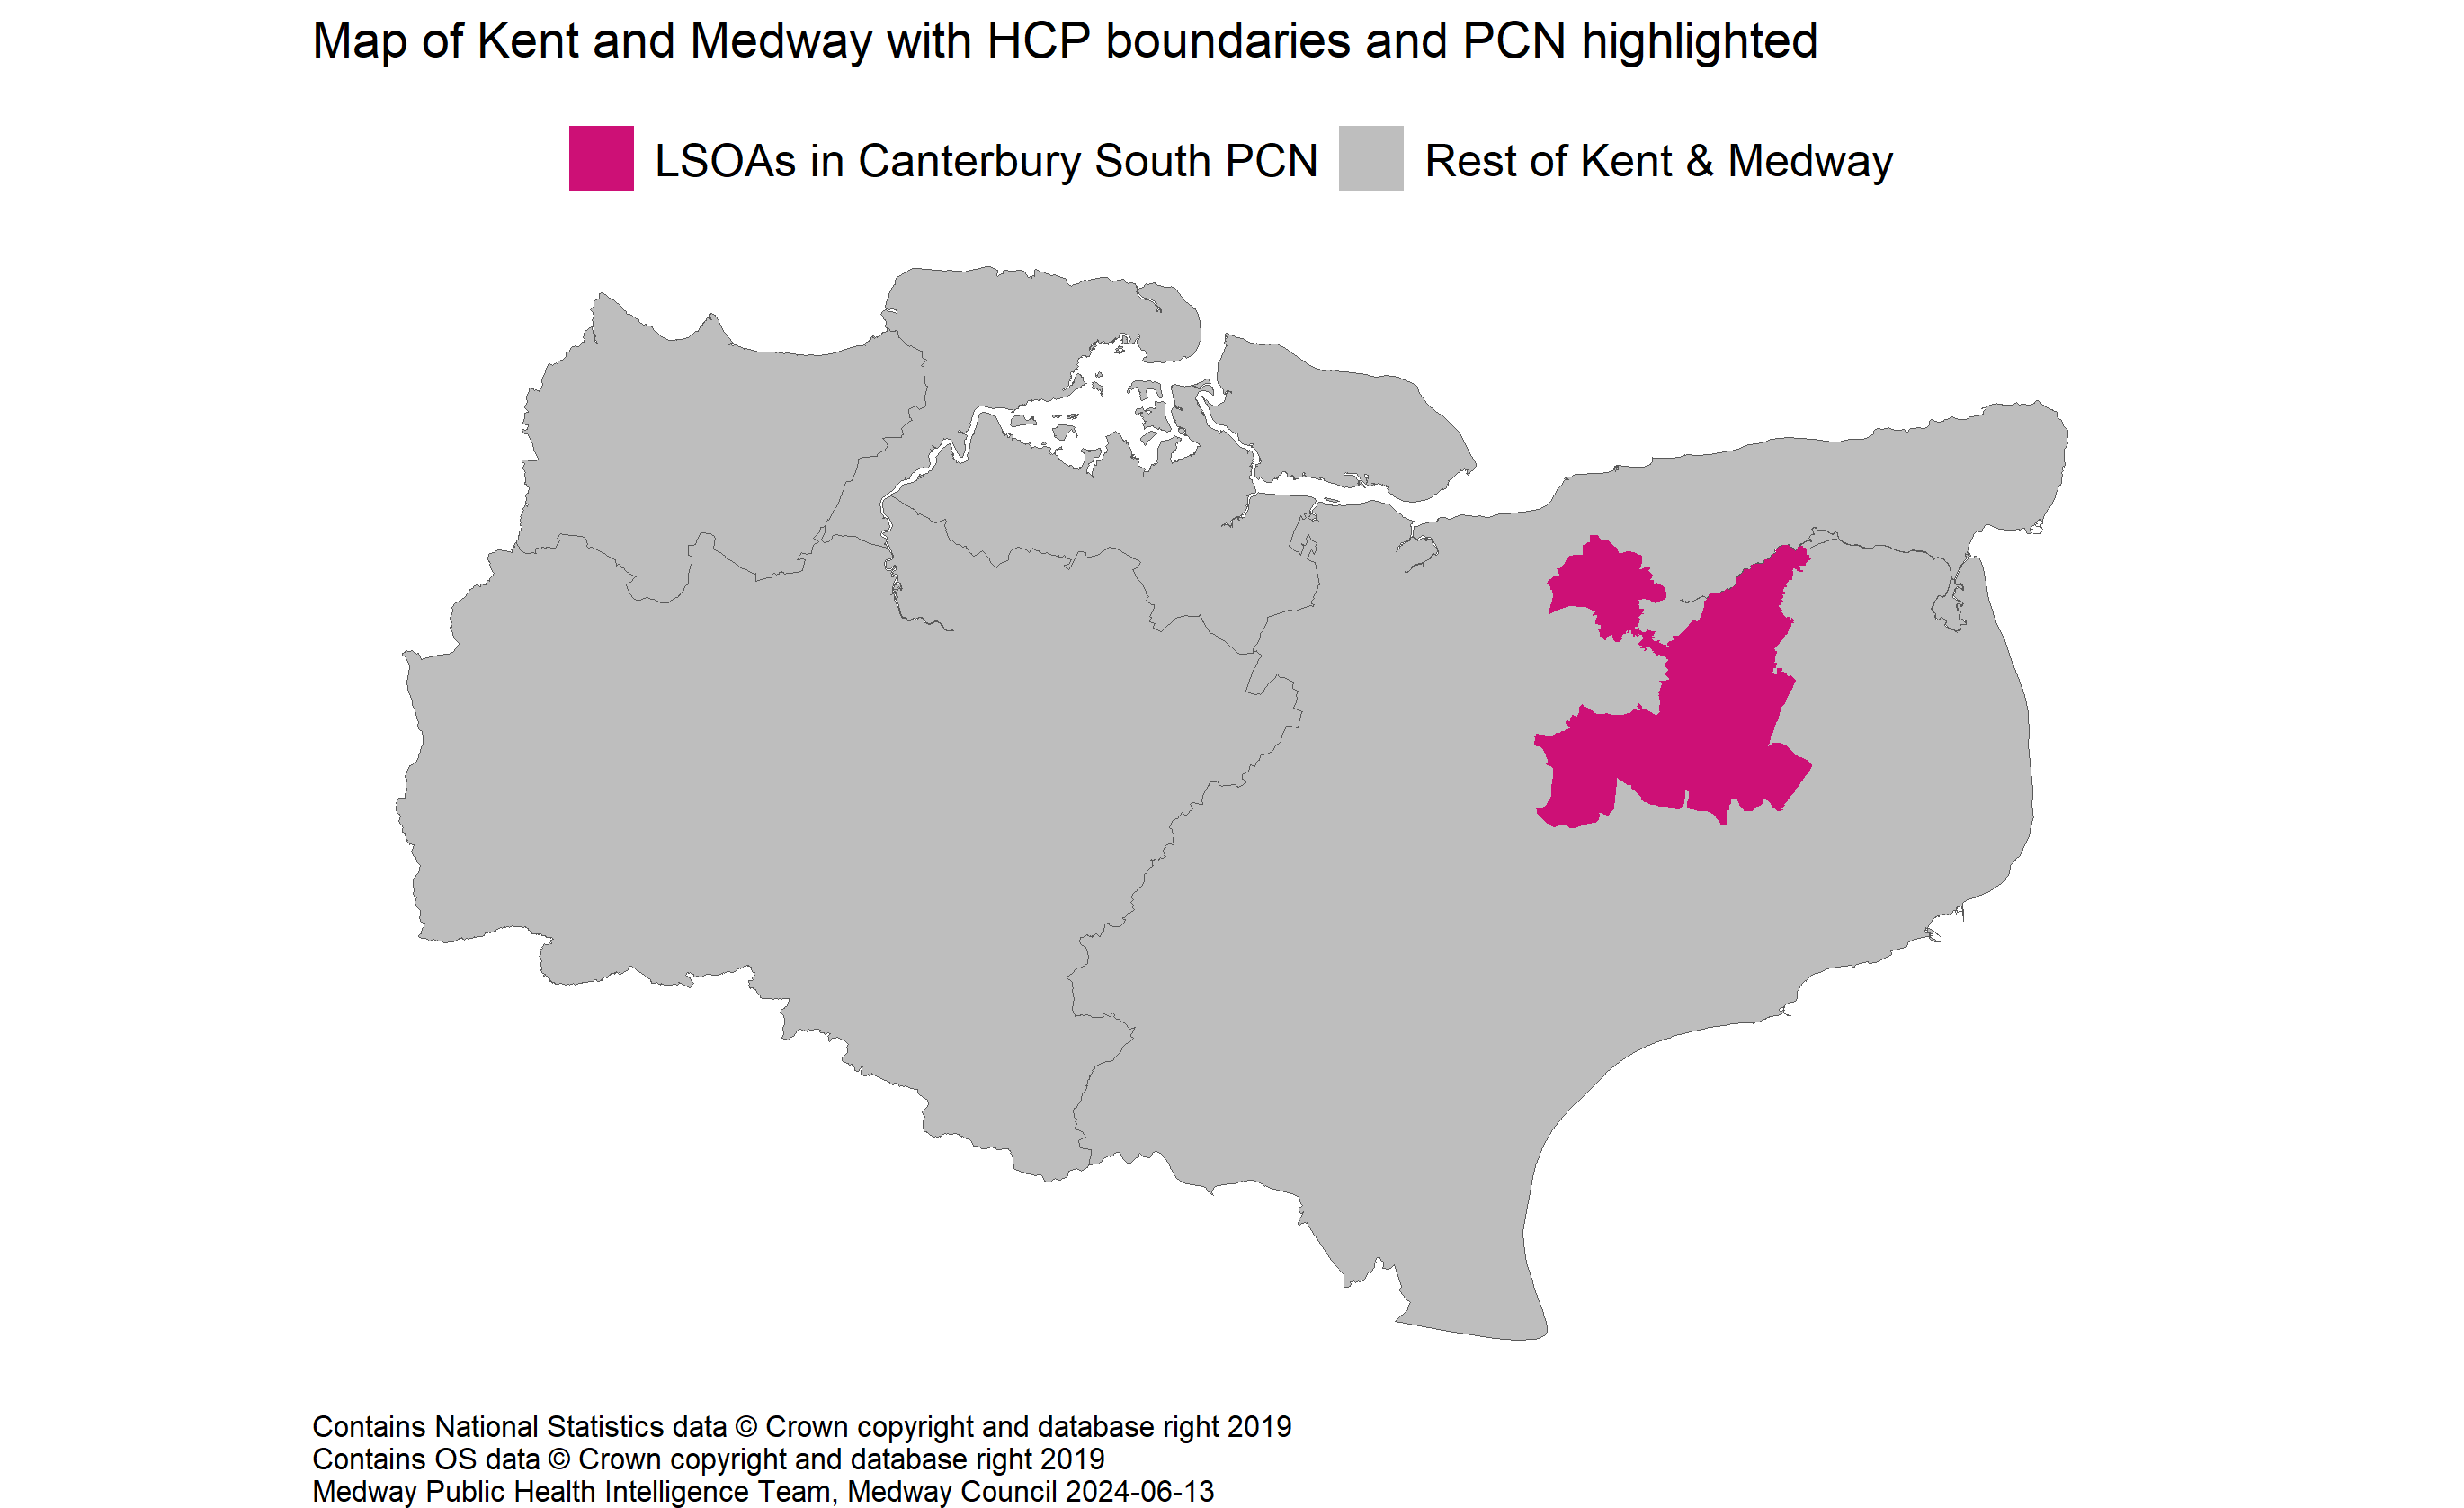 Map of Kent and Medway with HCP boundaries and PCN highlighted
LSOAs in Canterbury South PCN Rest of Kent & Medway
Contains National Statistics data © Crown copyright and database right 2019
Contains OS data © Crown copyright and database right 2019
Medway Public Health Intelligence Team, Medway Council 2024-06-13